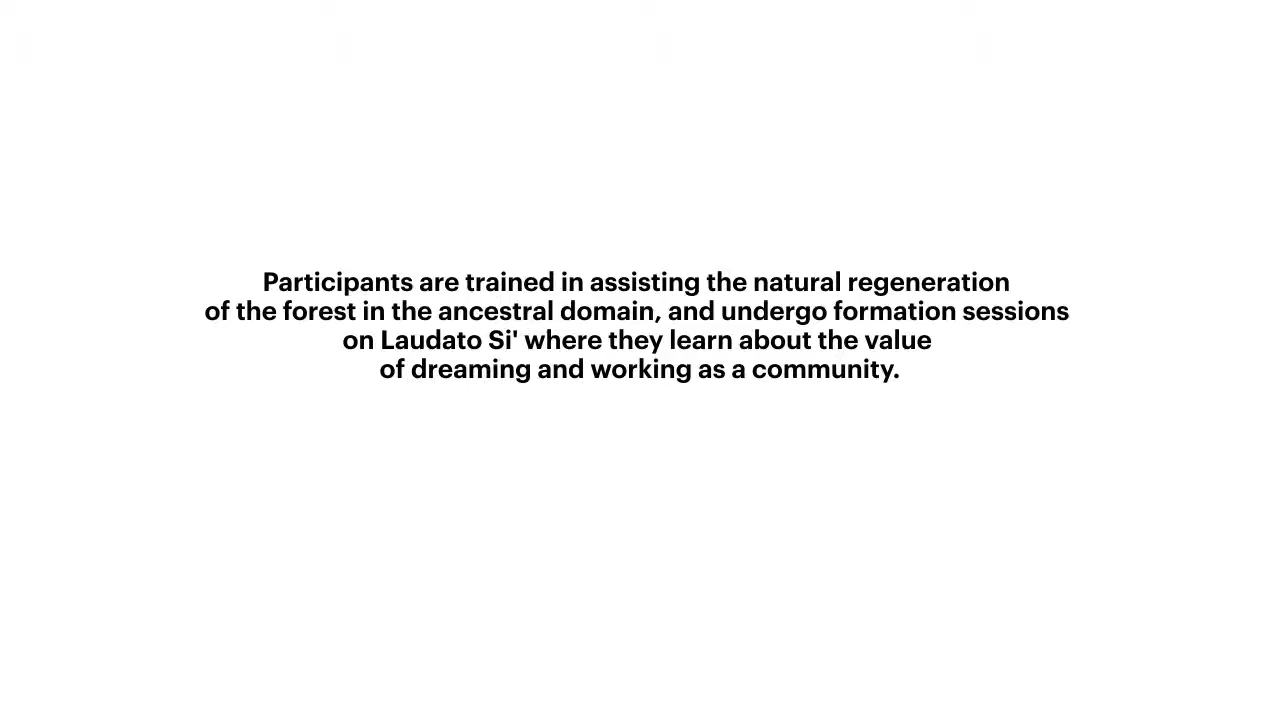 Participants are trained in assisting the natural regeneration
of the forest in the ancestral domain, and undergo formation sessions
on Laudato Si' where they learn about the value
of dreaming and working as a community.